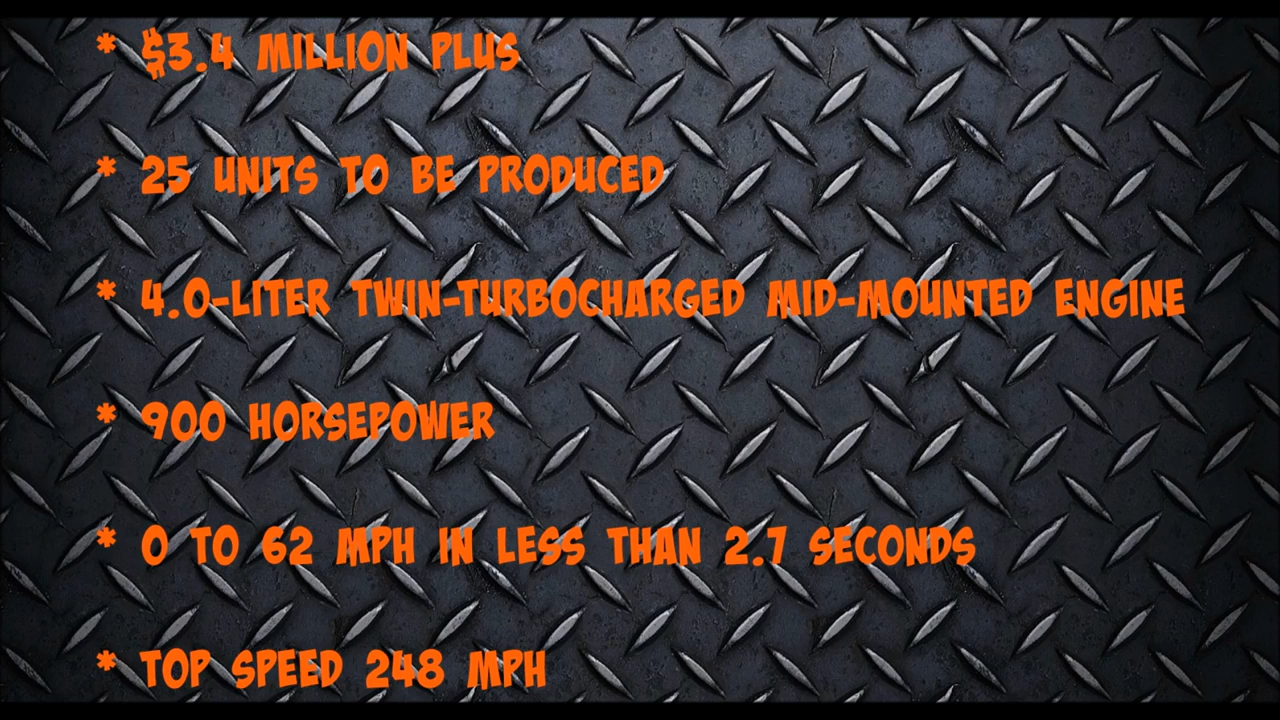 * $3.4 MILLION PLUS
* 25 UNITS TO BE PRODUCED
* 4.0-LITER TWIN-TURBOCHARGED MID-MOUNTED ENGINE
* 900 HORSEPOWER
* 0 TO 62 MPH IN LESS THAN 2.7 SECONDS
* TOP SPEED 248 MPH